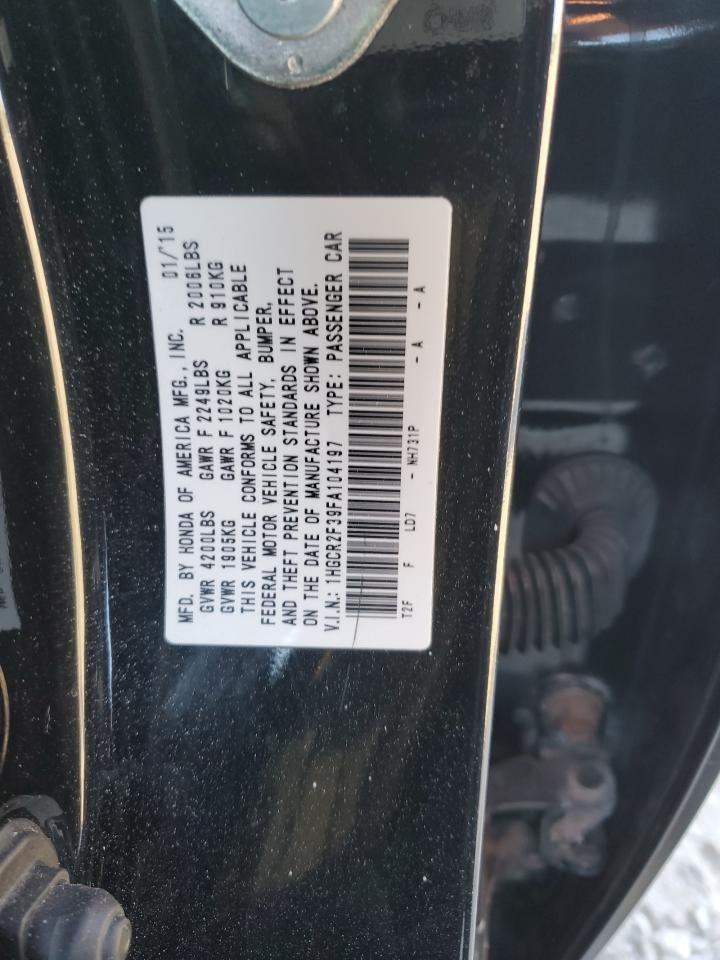 MFD. BY HONDA OF AMERICA MFG., INC. 01/'15
GVWR 4200LBS GAWR F 2249LBS R 2006LBS
GVWR 1905KG GAWR F 1020KG R 910KG
THIS VEHICLE CONFORMS TO ALL APPLICABLE
FEDERAL MOTOR VEHICLE SAFETY, BUMPER,
AND THEFT PREVENTION STANDARDS IN EFFECT
ON THE DATE OF MANUFACTURE SHOWN ABOVE.
V.I.N.: 1HGCR2F39FA104197 TYPE: PASSENGER CAR
T2F F LD7 - NH731P - A - A